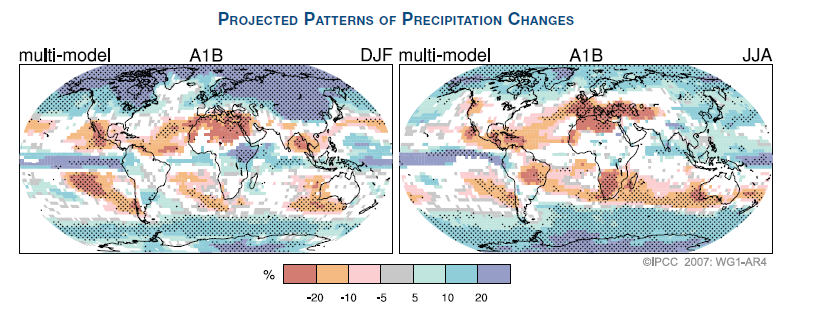 PROJECTED PATTERNS OF PRECIPITATION CHANGES
multi-model A1B DJF
multi-model A1B JJA
©IPCC 2007: WG1-AR4
%
-20 -10 -5 5 10 20